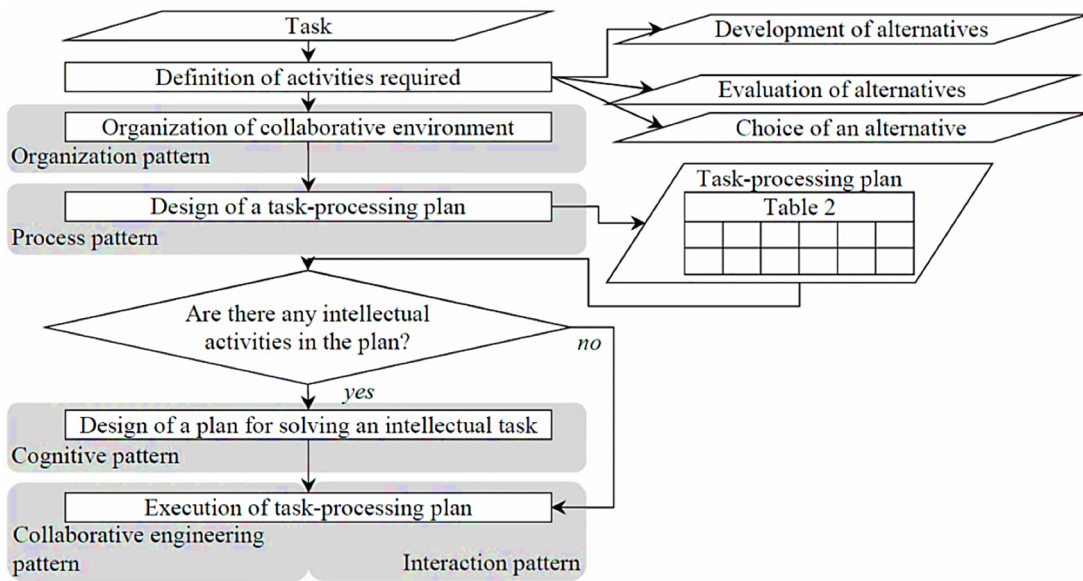 Task
Development of alternatives
Definition of activities required
Evaluation of alternatives
Organization of collaborative environment
Choice of an alternative
Organization pattern
Task-processing plan
Design of a task-processing plan
Table 2
Process pattern
Are there any intellectual
activities in the plan?
no
yes
Design of a plan for solving an intellectual task
Cognitive pattern
Execution of task-processing plan
Collaborative engineering
pattern
Interaction pattern